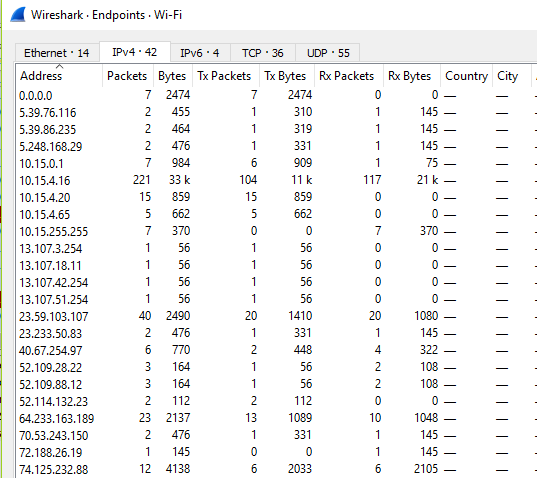 Wireshark · Endpoints · Wi-Fi
Ethernet · 14 IPv4 · 42 IPv6 · 4 TCP · 36 UDP · 55
Address Packets Bytes Tx Packets Tx Bytes Rx Packets Rx Bytes Country City
0.0.0.0 7 2474 7 2474 0 0 — —
5.39.76.116 2 455 1 310 1 145 — —
5.39.86.235 2 464 1 319 1 145 — —
5.248.168.29 2 476 1 331 1 145 — —
10.15.0.1 7 984 6 909 1 75 — —
10.15.4.16 221 33 k 104 11 k 117 21 k — —
10.15.4.20 15 859 15 859 0 0 — —
10.15.4.65 5 662 5 662 0 0 — —
10.15.255.255 7 370 0 0 7 370 — —
13.107.3.254 1 56 1 56 0 0 — —
13.107.18.11 1 56 1 56 0 0 — —
13.107.42.254 1 56 1 56 0 0 — —
13.107.51.254 1 56 1 56 0 0 — —
23.59.103.107 40 2490 20 1410 20 1080 — —
23.233.50.83 2 476 1 331 1 145 — —
40.67.254.97 6 770 2 448 4 322 — —
52.109.28.22 3 164 1 56 2 108 — —
52.109.88.12 3 164 1 56 2 108 — —
52.114.132.23 2 112 2 112 0 0 — —
64.233.163.189 23 2137 13 1089 10 1048 — —
70.53.243.150 2 476 1 331 1 145 — —
72.188.26.19 1 145 0 0 1 145 — —
74.125.232.88 12 4138 6 2033 6 2105 — —